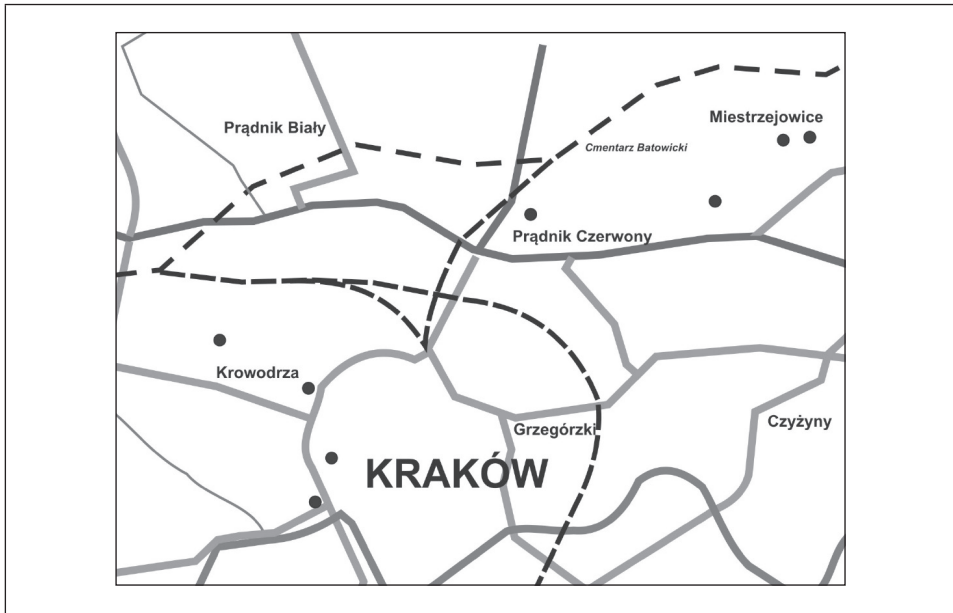 Miestrzejowice
Prądnik Biały
Cmentarz Batowicki
Prądnik Czerwony
Krowodrza
Czyżyny
Grzegórzki
KRAKÓW